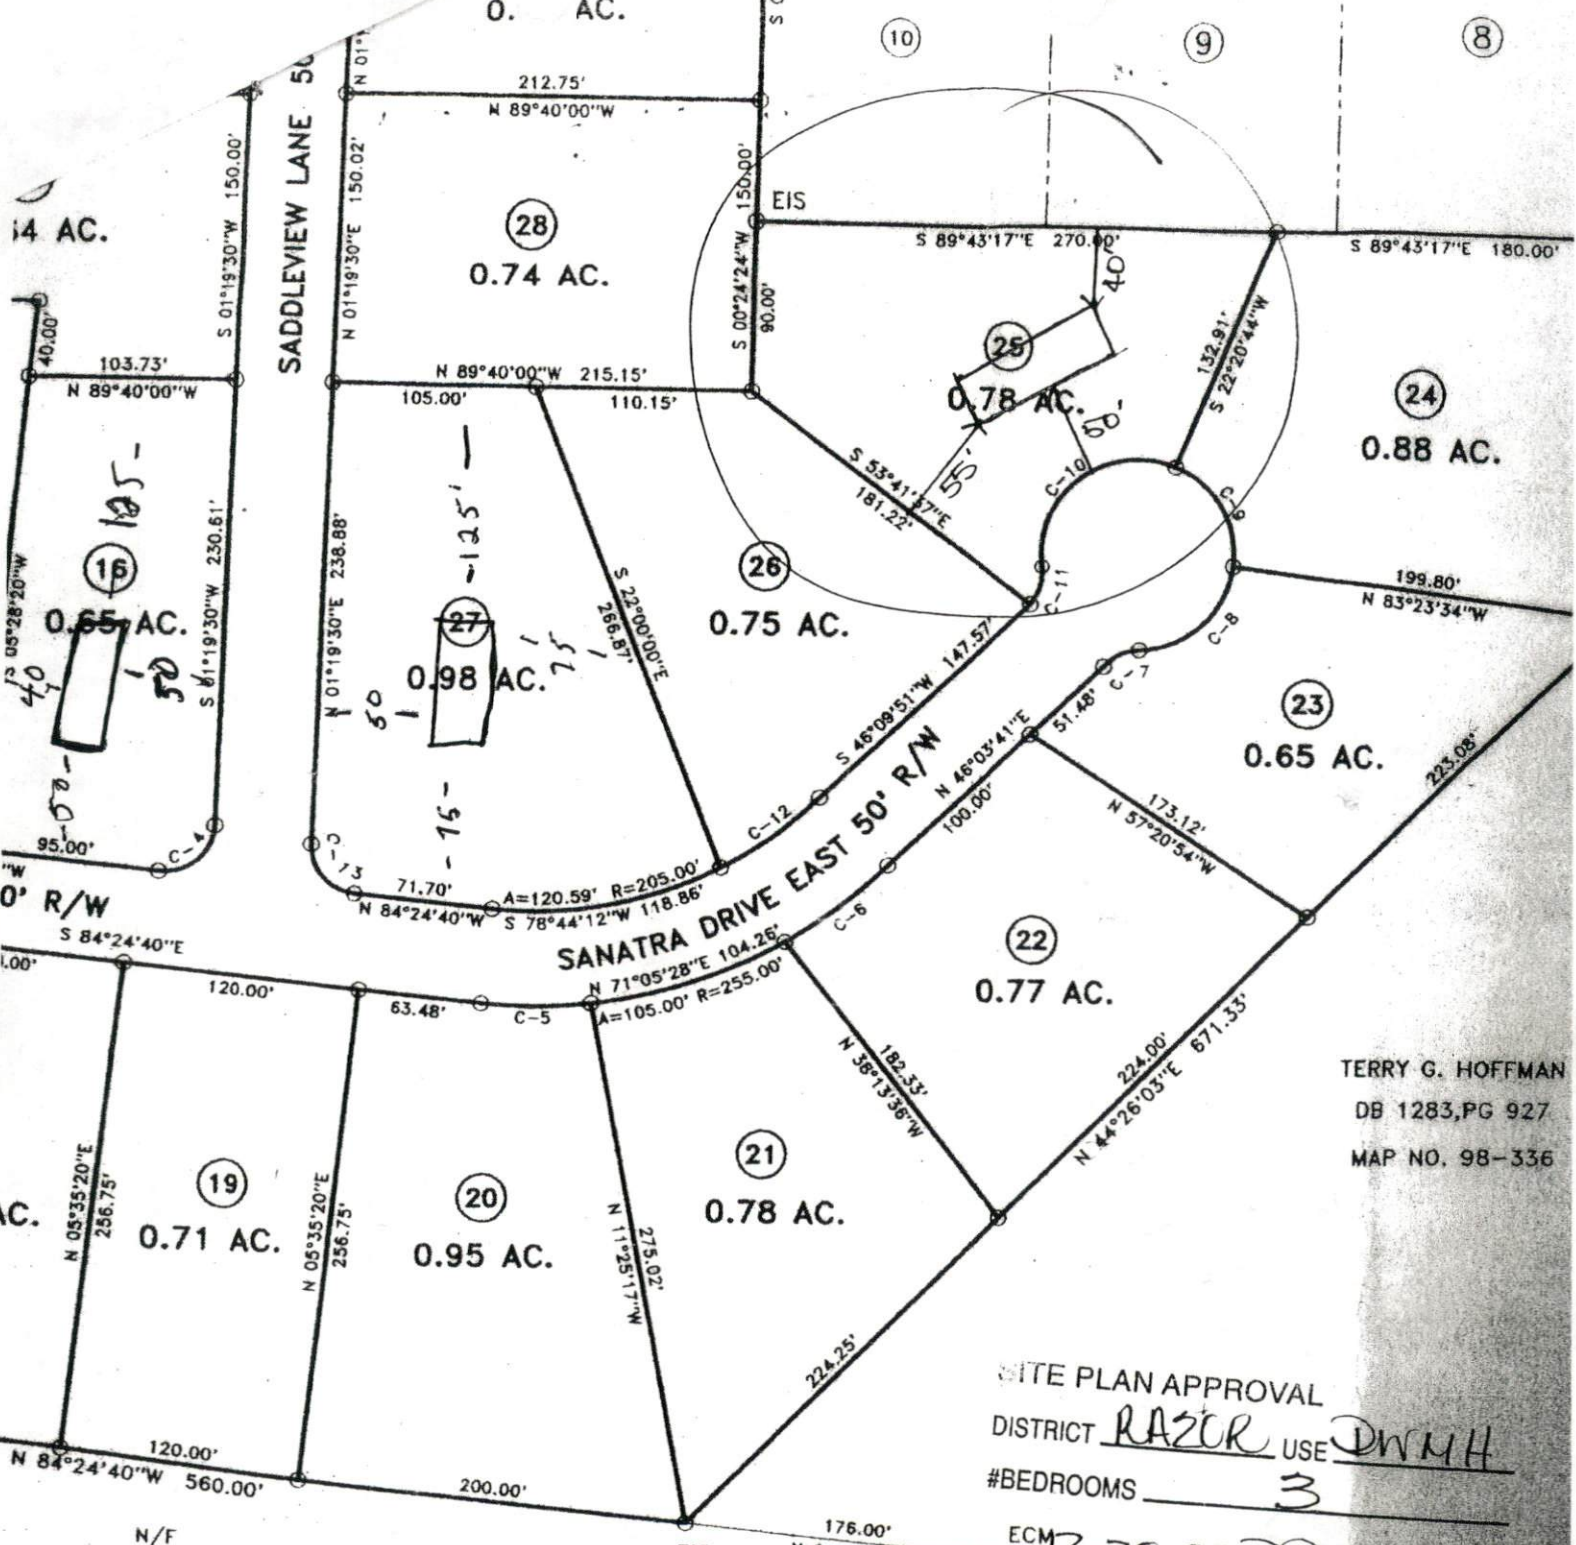 0. AC.
10
9
8
212.75'
N 89°40'00"W
SADDLEVIEW LANE
S 01°19'30"W 150.00'
N 01°19'30"E 150.02'
AC.
28
0.74 AC.
150.00'
S 00°24'24"W
90.00'
EIS
S 89°43'17"E 270.00'
S 89°43'17"E 180.00'
40'
25
0.78 AC.
50'
55'
132.91'
S 22°20'44"W
24
0.88 AC.
40.00'
103.73'
N 89°40'00"W
N 89°40'00"W 215.15'
105.00'
110.15'
S 53°41'37"E
181.22'
C-10
C-9
C-11
C-8
C-7
199.80'
N 83°23'34"W
S 05°28'20"W
125
16
0.65 AC.
40
50
50
S 01°19'30"W 230.61'
N 01°19'30"E 238.88'
125'
27
0.98 AC.
50
75
75
S 22°00'00"E
266.87'
26
0.75 AC.
S 46°09'51"W 147.57'
C-12
N 46°03'41"E
51.48'
100.00'
23
0.65 AC.
223.08'
173.12'
N 57°20'54"W
95.00'
C-4
C-13
71.70'
N 84°24'40"W
A=120.59' R=205.00'
S 78°44'12"W 118.86'
SANATRA DRIVE EAST 50' R/W
0' R/W
S 84°24'40"E
120.00'
63.48'
C-5
N 71°05'28"E 104.26'
A=105.00' R=255.00'
C-6
22
0.77 AC.
182.33'
N 38°13'36"W
224.00'
N 44°26'03"E 671.33'
TERRY G. HOFFMAN
DB 1283,PG 927
MAP NO. 98-336
AC.
N 05°35'20"E
256.75'
19
0.71 AC.
N 05°35'20"E
256.75'
20
0.95 AC.
N 11°25'17"W
275.02'
21
0.78 AC.
224.25'
120.00'
N 84°24'40"W 560.00'
200.00'
176.00'
N/F
SITE PLAN APPROVAL
DISTRICT RAZOR USE DWMH
#BEDROOMS 3
ECM